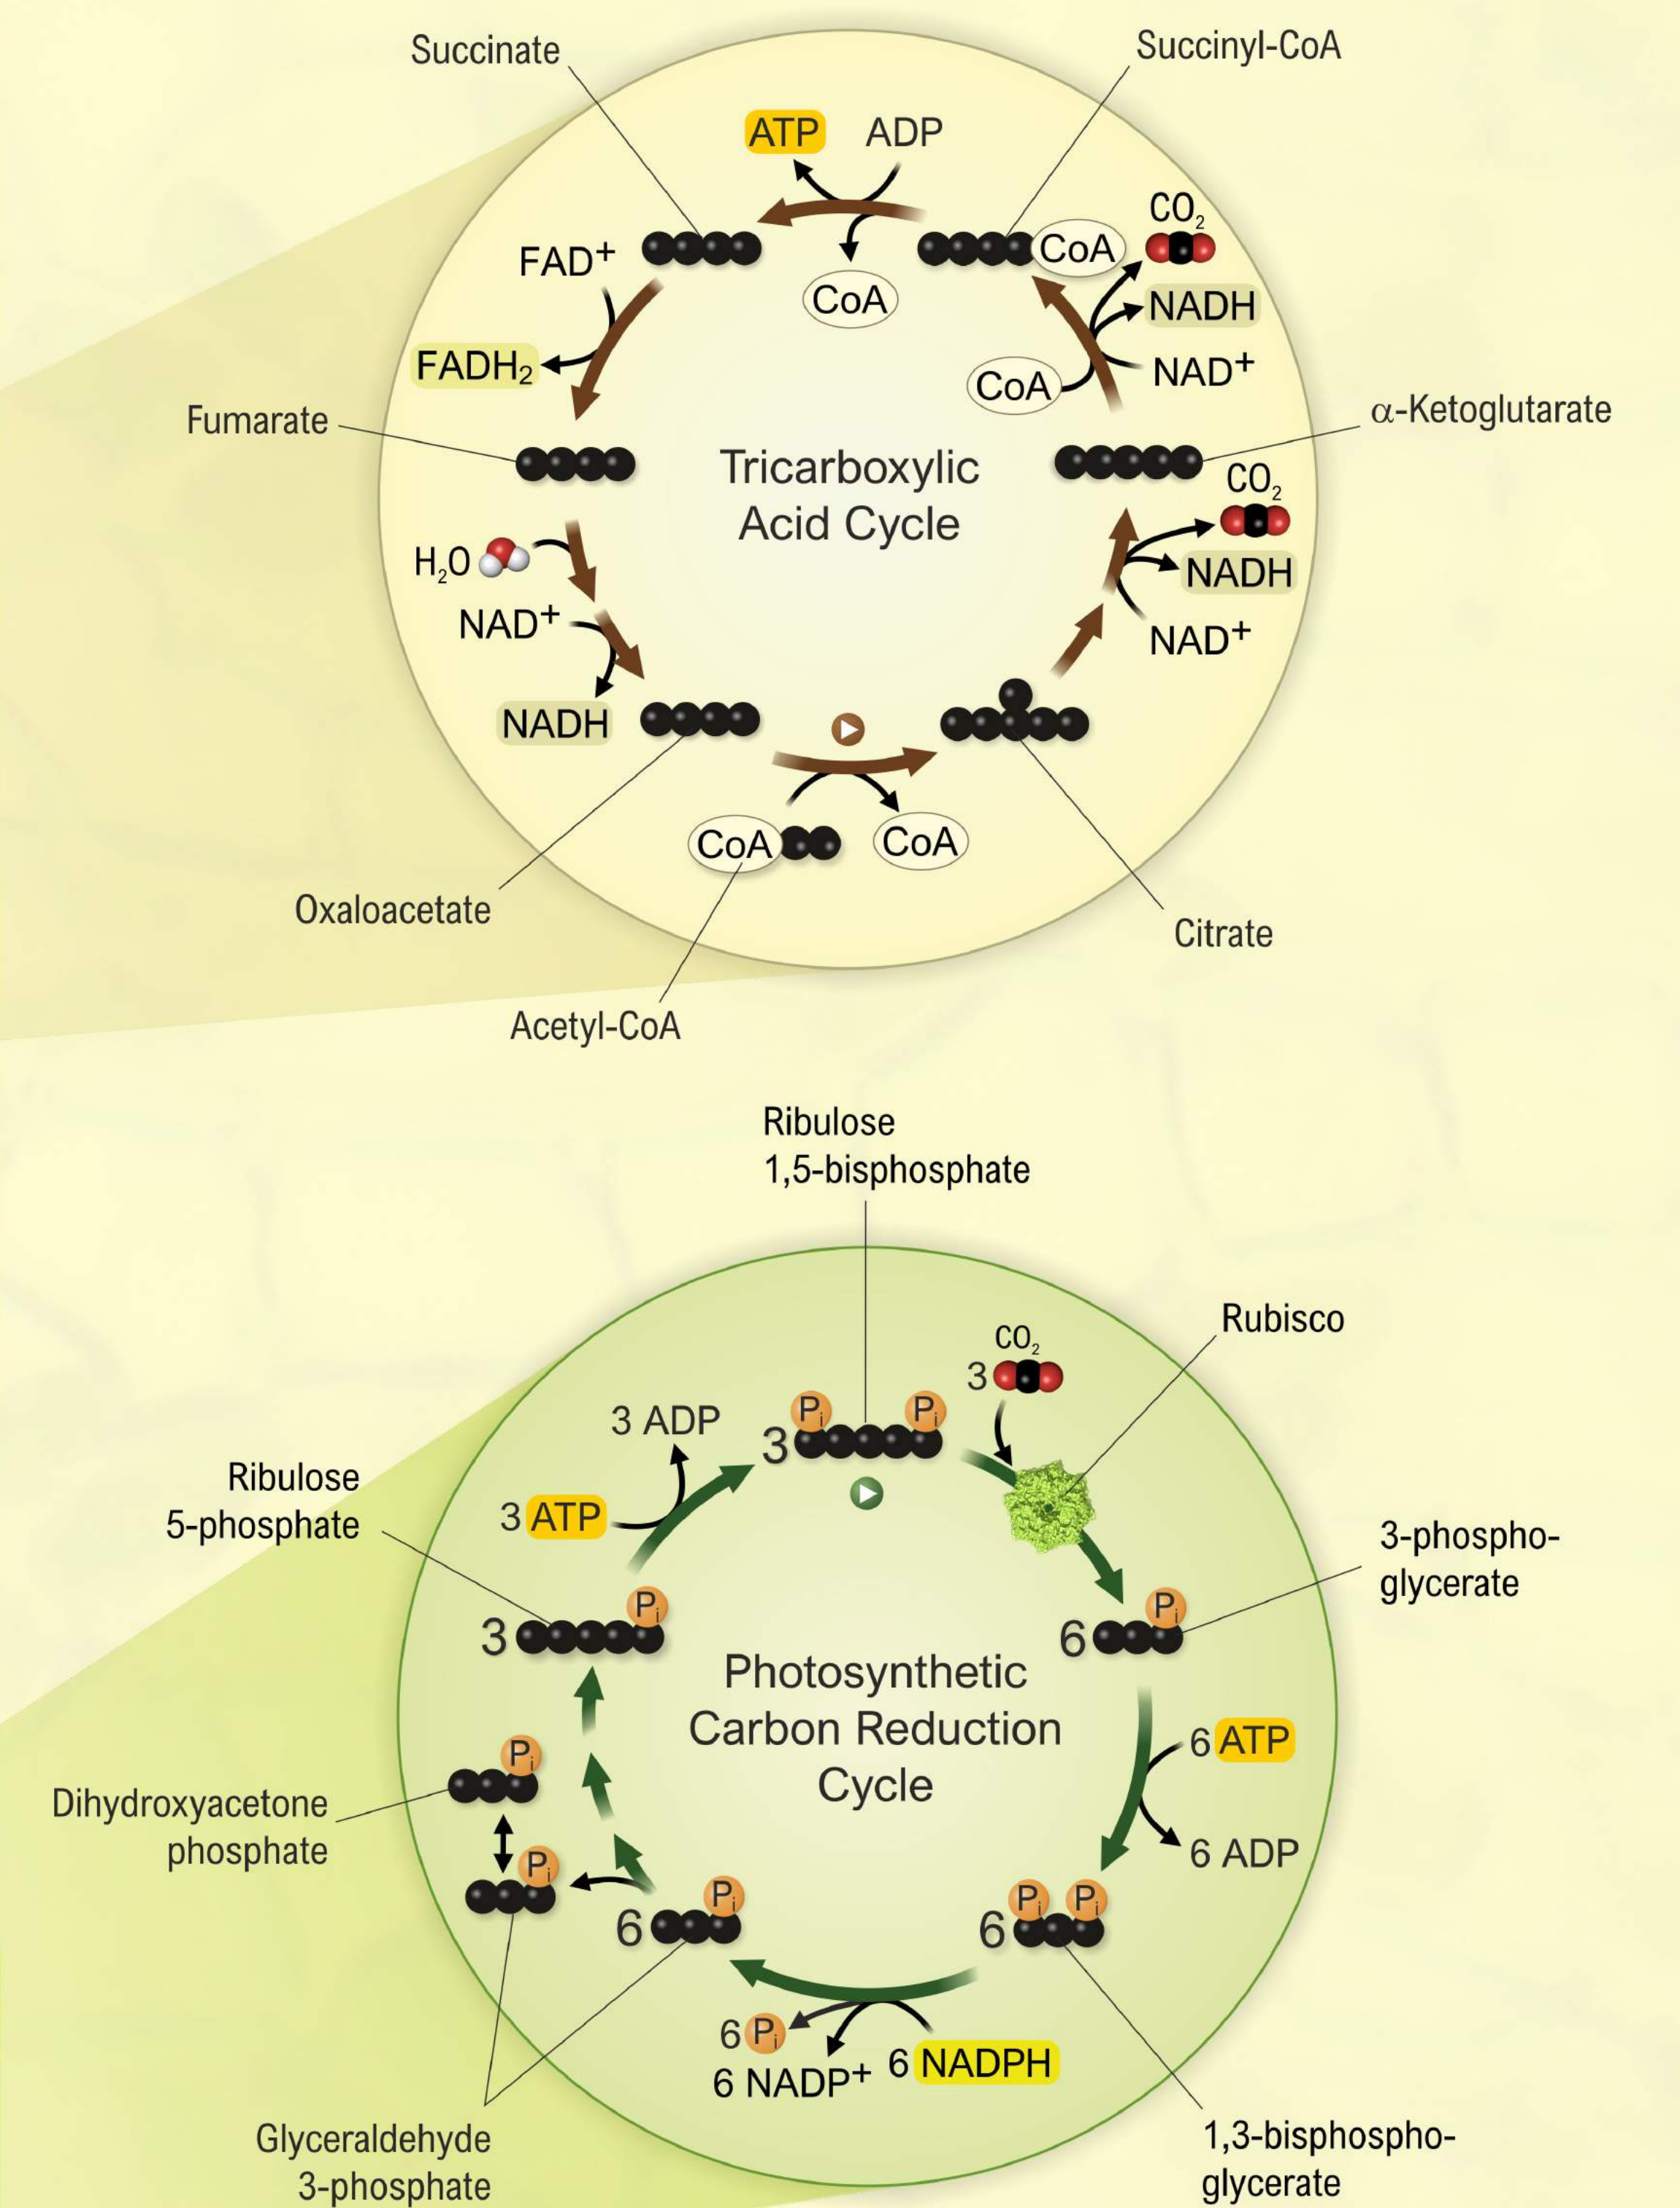 Succinate
Succinyl-CoA
ATP ADP
CO₂
CoA
FAD⁺
CoA
NADH
FADH₂
NAD⁺
CoA
Fumarate
α-Ketoglutarate
Tricarboxylic
Acid Cycle
CO₂
H₂O
NADH
NAD⁺
NAD⁺
NADH
CoA
CoA
Oxaloacetate
Citrate
Acetyl-CoA
Ribulose
1,5-bisphosphate
Rubisco
CO₂
3
3 ADP
3
Pi Pi
Ribulose
5-phosphate
3 ATP
3-phospho-
glycerate
3
Pi
6
Pi
Photosynthetic
Carbon Reduction
Cycle
6 ATP
Pi
Dihydroxyacetone
phosphate
6 ADP
Pi
6
Pi
6
Pi Pi
6 Pi
6 NADP⁺
6 NADPH
Glyceraldehyde
3-phosphate
1,3-bisphospho-
glycerate